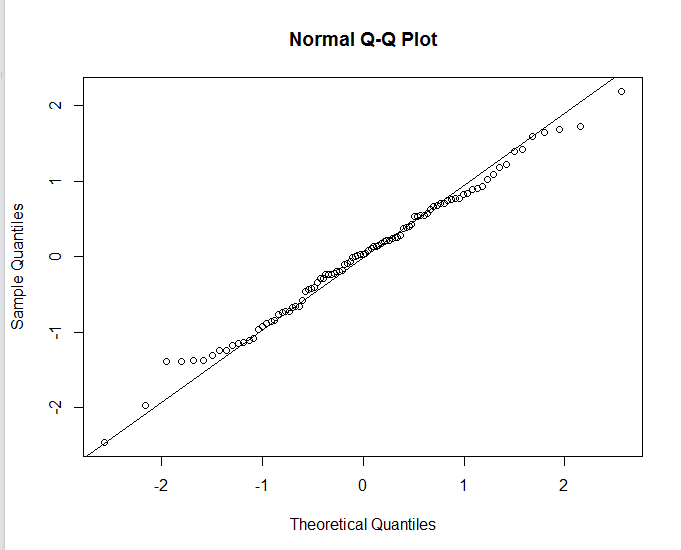 Normal Q-Q Plot
2
1
0
-1
-2
Sample Quantiles
-2 -1 0 1 2
Theoretical Quantiles